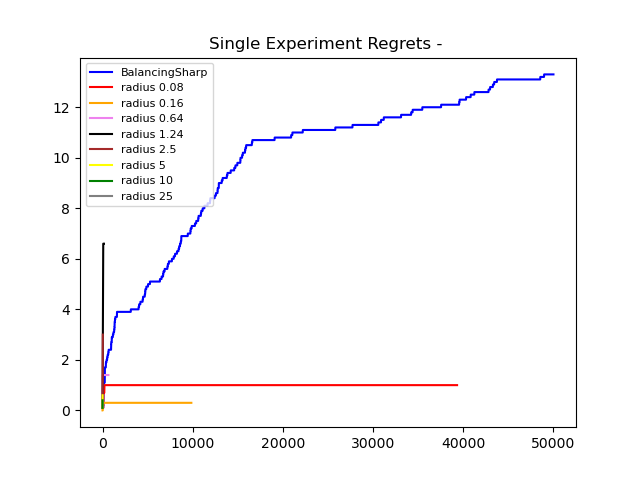 Single Experiment Regrets -
BalancingSharp
radius 0.08
radius 0.16
radius 0.64
radius 1.24
radius 2.5
radius 5
radius 10
radius 25
12
10
8
6
4
2
0
0 10000 20000 30000 40000 50000